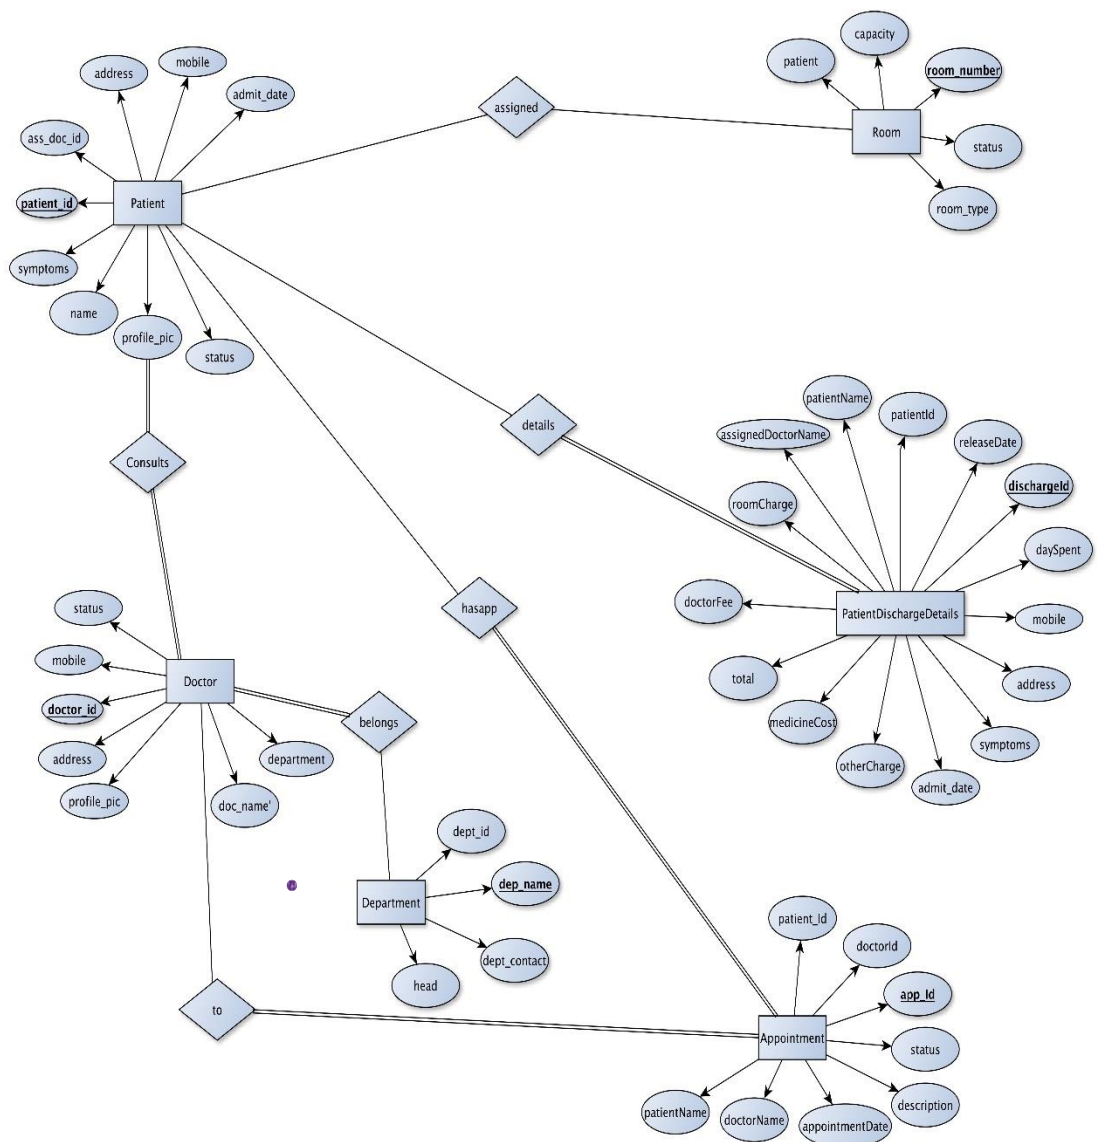 capacity
mobile
patient
room_number
address
admit_date
assigned
Room
ass_doc_id
status
Patient
patient_id
room_type
symptoms
name
profile_pic
status
patientName
patientId
details
assignedDoctorName
releaseDate
Consults
dischargeId
roomCharge
daySpent
hasapp
status
doctorFee
PatientDischargeDetails
mobile
mobile
Doctor
total
address
doctor_id
belongs
medicineCost
symptoms
address
department
otherCharge
admit_date
profile_pic
doc_name'
dept_id
dep_name
Department
patient_Id
doctorId
dept_contact
head
app_Id
to
Appointment
status
patientName
doctorName
appointmentDate
description